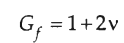 G_f = 1+2ν